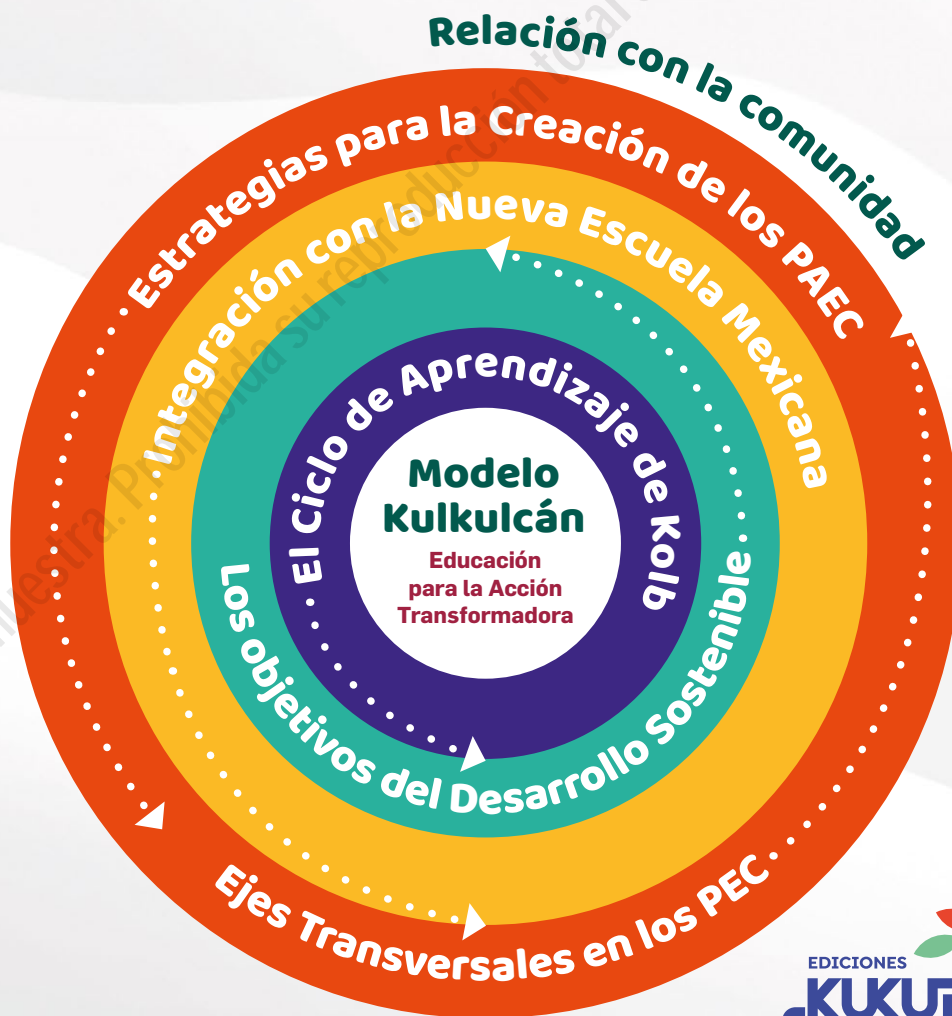 Relación con la comunidad
Estrategias para la Creación de los PAEC
Integración con la Nueva Escuela Mexicana
El Ciclo de Aprendizaje de Kolb
Modelo
Kulkulcán
Educación
para la Acción
Transformadora
Los objetivos del Desarrollo Sostenible
Ejes Transversales en los PEC
EDICIONES